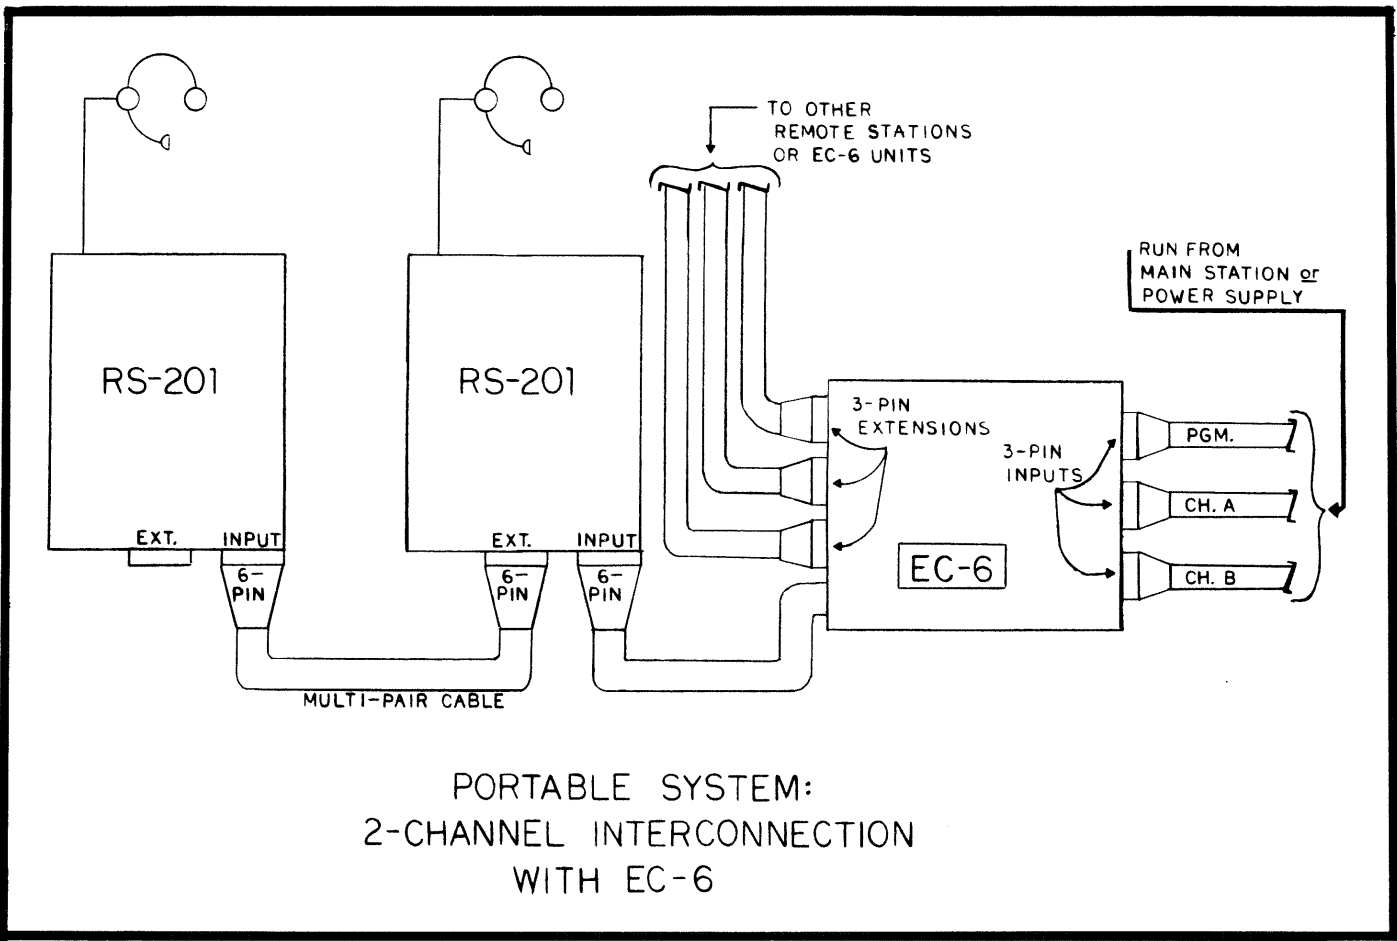 TO OTHER
REMOTE STATIONS
OR EC-6 UNITS
RUN FROM
MAIN STATION or
POWER SUPPLY
RS-201
RS-201
3-PIN
EXTENSIONS
3-PIN
INPUTS
PGM.
CH. A
CH. B
EC-6
EXT.
INPUT
EXT.
INPUT
6-
PIN
6-
PIN
6-
PIN
MULTI-PAIR CABLE
PORTABLE SYSTEM:
2-CHANNEL INTERCONNECTION
WITH EC-6